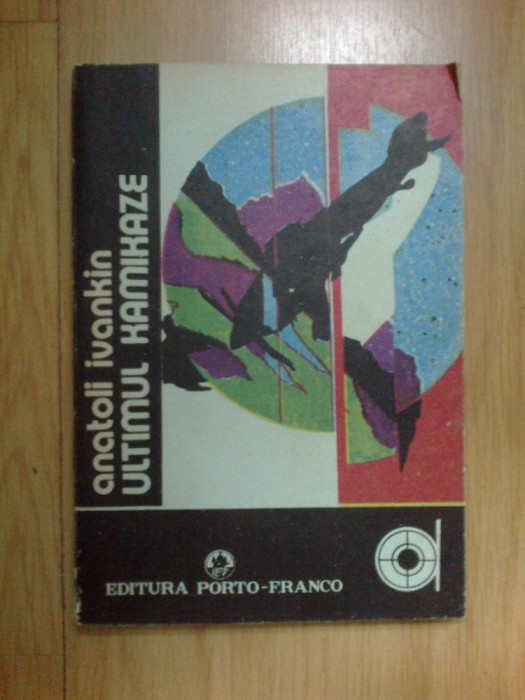 anatoli ivankin
ULTIMUL KAMIKAZE
EDITURA PORTO-FRANCO